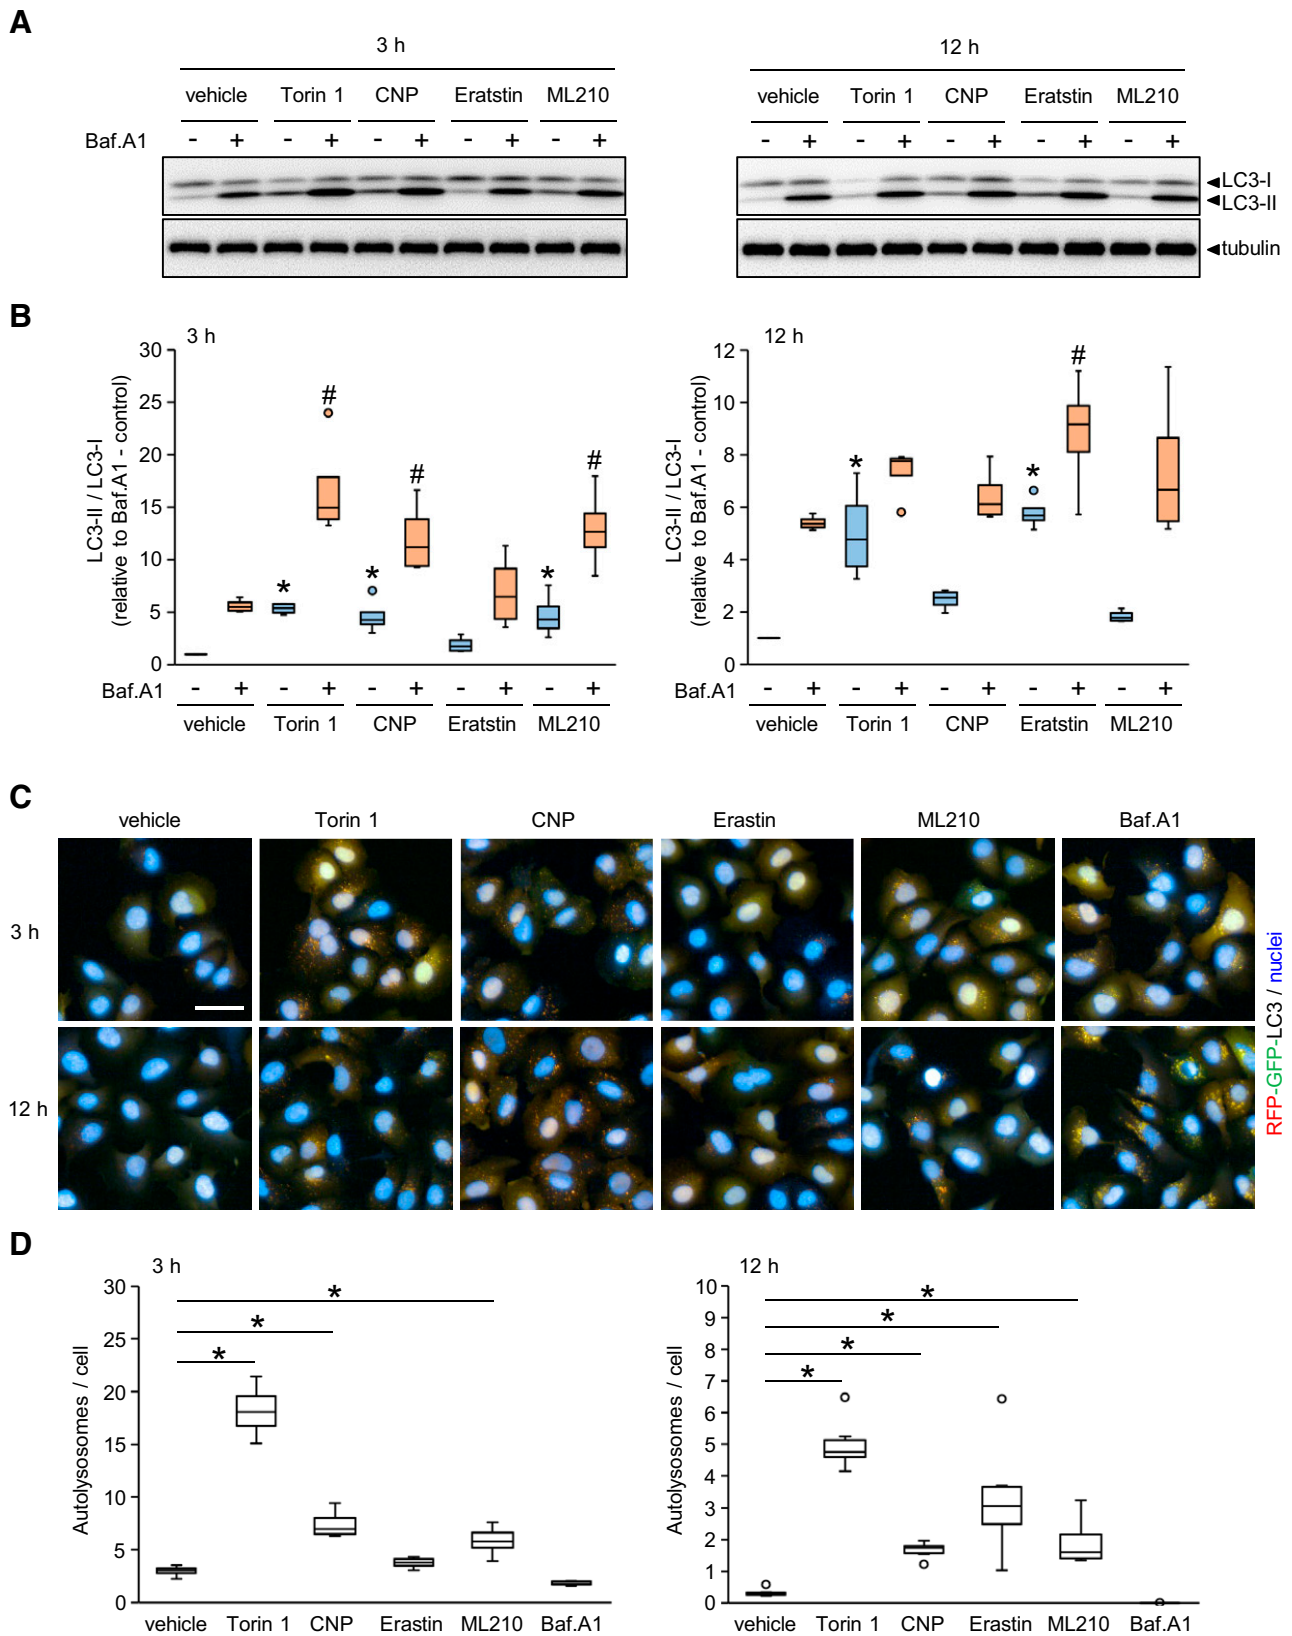 A
3 h
12 h
vehicle Torin 1 CNP Eratstin ML210
vehicle Torin 1 CNP Eratstin ML210
Baf.A1 - + - + - + - + - +
- + - + - + - + - +
◄LC3-I
◄LC3-II
◄tubulin
B
3 h
LC3-II / LC3-I
(relative to Baf.A1 - control)
30
25
20
15
10
5
0
# * * # * #
Baf.A1 - + - + - + - + - +
vehicle Torin 1 CNP Eratstin ML210
12 h
LC3-II / LC3-I
(relative to Baf.A1 - control)
12
10
8
6
4
2
0
* * #
Baf.A1 - + - + - + - + - +
vehicle Torin 1 CNP Eratstin ML210
C
vehicle Torin 1 CNP Erastin ML210 Baf.A1
3 h
12 h
RFP-GFP-LC3 / nuclei
D
3 h
Autolysosomes / cell
30
25
20
15
10
5
0
*
*
*
vehicle Torin 1 CNP Erastin ML210 Baf.A1
12 h
Autolysosomes / cell
10
9
8
7
6
5
4
3
2
1
0
*
*
*
*
vehicle Torin 1 CNP Erastin ML210 Baf.A1